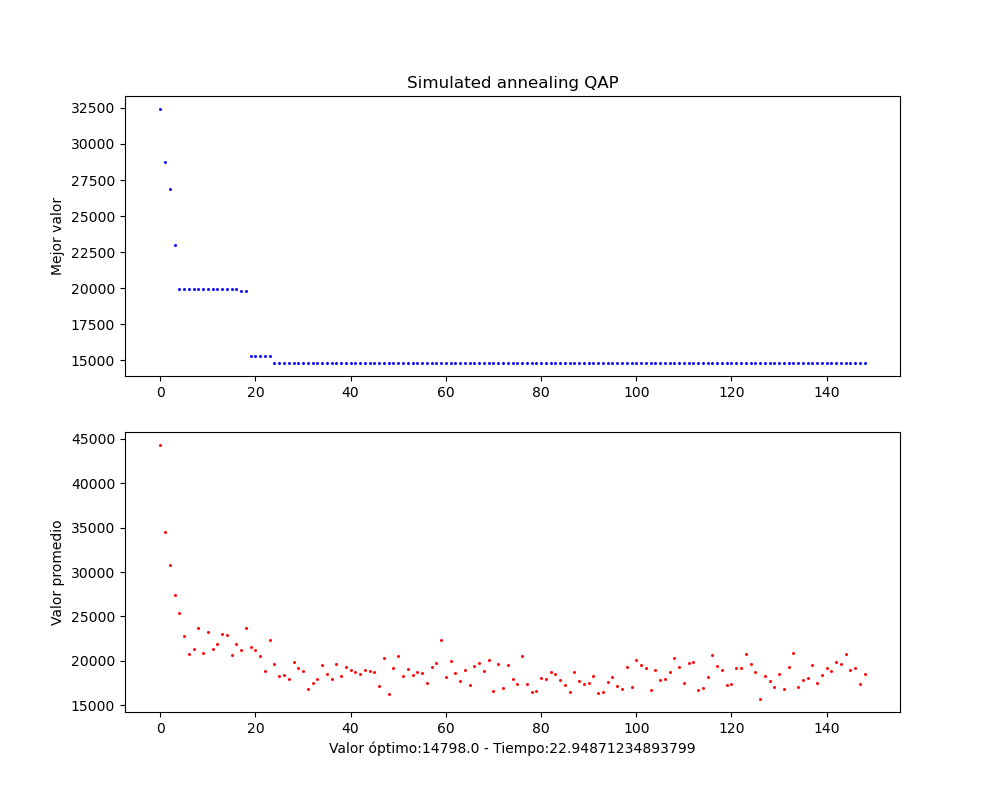 Simulated annealing QAP
32500
30000
27500
25000
22500
20000
17500
15000
Mejor valor
0 20 40 60 80 100 120 140
45000
40000
35000
30000
25000
20000
15000
Valor promedio
0 20 40 60 80 100 120 140
Valor óptimo:14798.0 - Tiempo:22.94871234893799